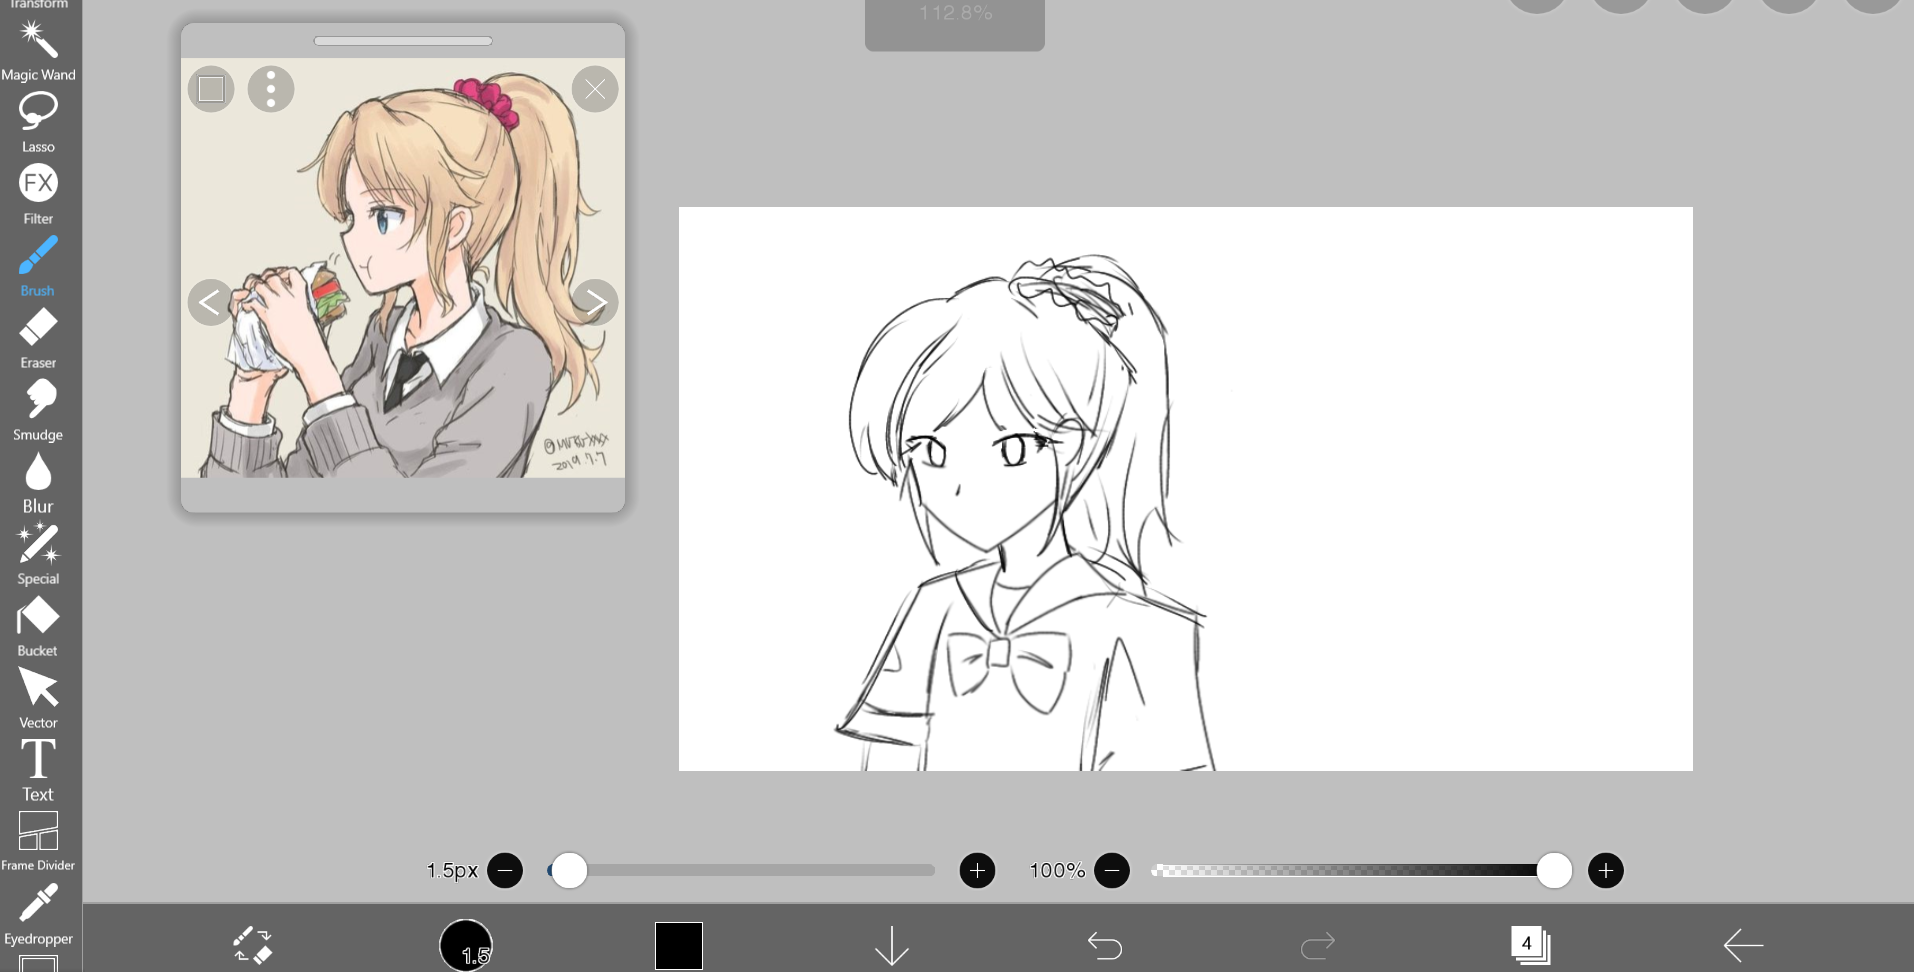 Transform
112.8%
Magic Wand
Lasso
FX
Filter
Brush
Eraser
Smudge
Blur
Special
Bucket
Vector
T
Text
Frame Divider
Eyedropper
2019.7.7
1.5px
100%
1.5
4